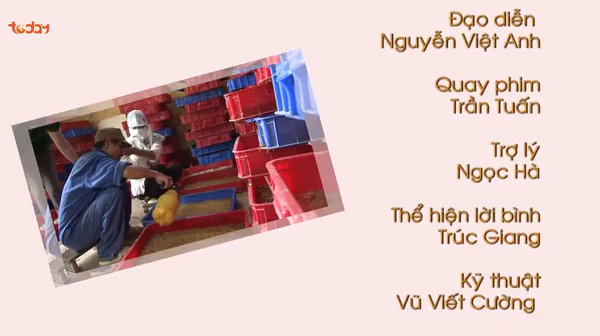 today
Đạo diễn
Nguyễn Việt Anh
Quay phim
Trần Tuấn
Trợ lý
Ngọc Hà
Thể hiện lời bình
Trúc Giang
Kỹ thuật
Vũ Viết Cường